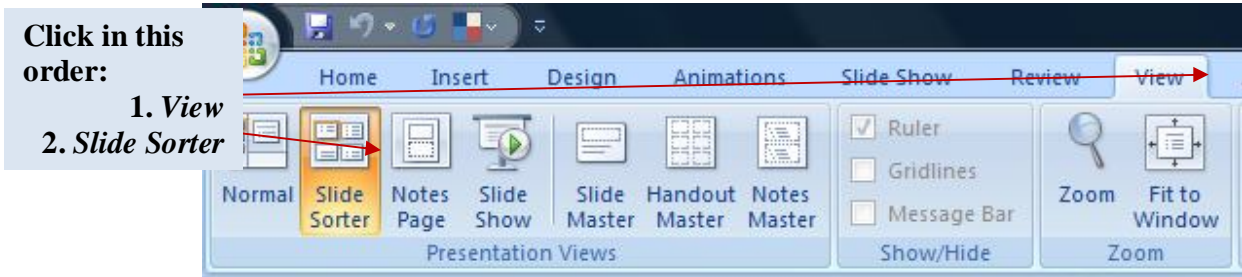 Click in this
order:
1. View
2. Slide Sorter
Home Insert Design Animations Slide Show Review View
Normal Slide Sorter Notes Page Slide Show Slide Master Handout Master Notes Master
Presentation Views
Ruler
Gridlines
Message Bar
Show/Hide
Zoom Fit to Window
Zoom